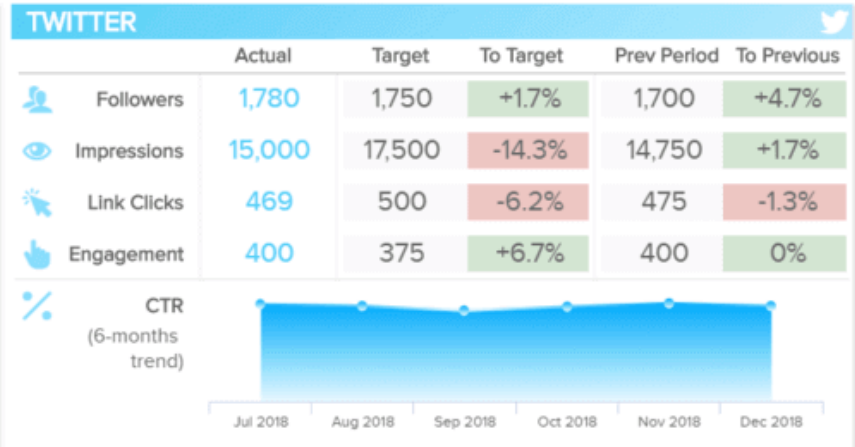 TWITTER
Actual Target To Target Prev Period To Previous
Followers 1,780 1,750 +1.7% 1,700 +4.7%
Impressions 15,000 17,500 -14.3% 14,750 +1.7%
Link Clicks 469 500 -6.2% 475 -1.3%
Engagement 400 375 +6.7% 400 0%
CTR
(6-months
trend)
Jul 2018 Aug 2018 Sep 2018 Oct 2018 Nov 2018 Dec 2018